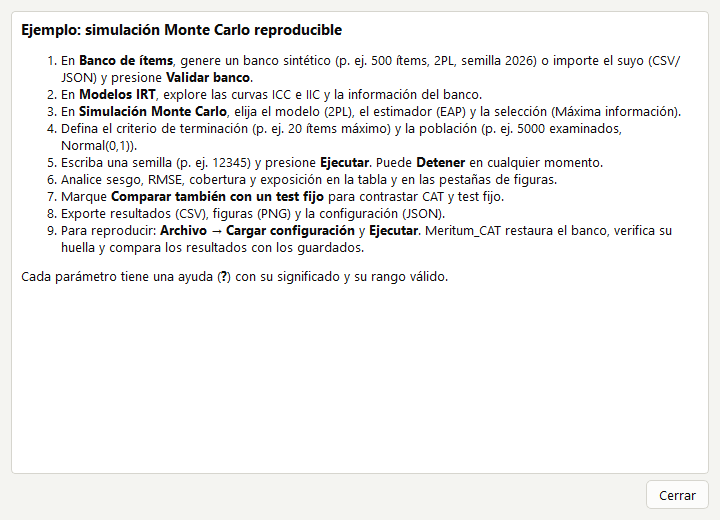 Ejemplo: simulación Monte Carlo reproducible
1. En Banco de ítems, genere un banco sintético (p. ej. 500 ítems, 2PL, semilla 2026) o importe el suyo (CSV/
JSON) y presione Validar banco.
2. En Modelos IRT, explore las curvas ICC e IIC y la información del banco.
3. En Simulación Monte Carlo, elija el modelo (2PL), el estimador (EAP) y la selección (Máxima información).
4. Defina el criterio de terminación (p. ej. 20 ítems máximo) y la población (p. ej. 5000 examinados,
Normal(0,1)).
5. Escriba una semilla (p. ej. 12345) y presione Ejecutar. Puede Detener en cualquier momento.
6. Analice sesgo, RMSE, cobertura y exposición en la tabla y en las pestañas de figuras.
7. Marque Comparar también con un test fijo para contrastar CAT y test fijo.
8. Exporte resultados (CSV), figuras (PNG) y la configuración (JSON).
9. Para reproducir: Archivo → Cargar configuración y Ejecutar. Meritum_CAT restaura el banco, verifica su
huella y compara los resultados con los guardados.
Cada parámetro tiene una ayuda (?) con su significado y su rango válido.
Cerrar